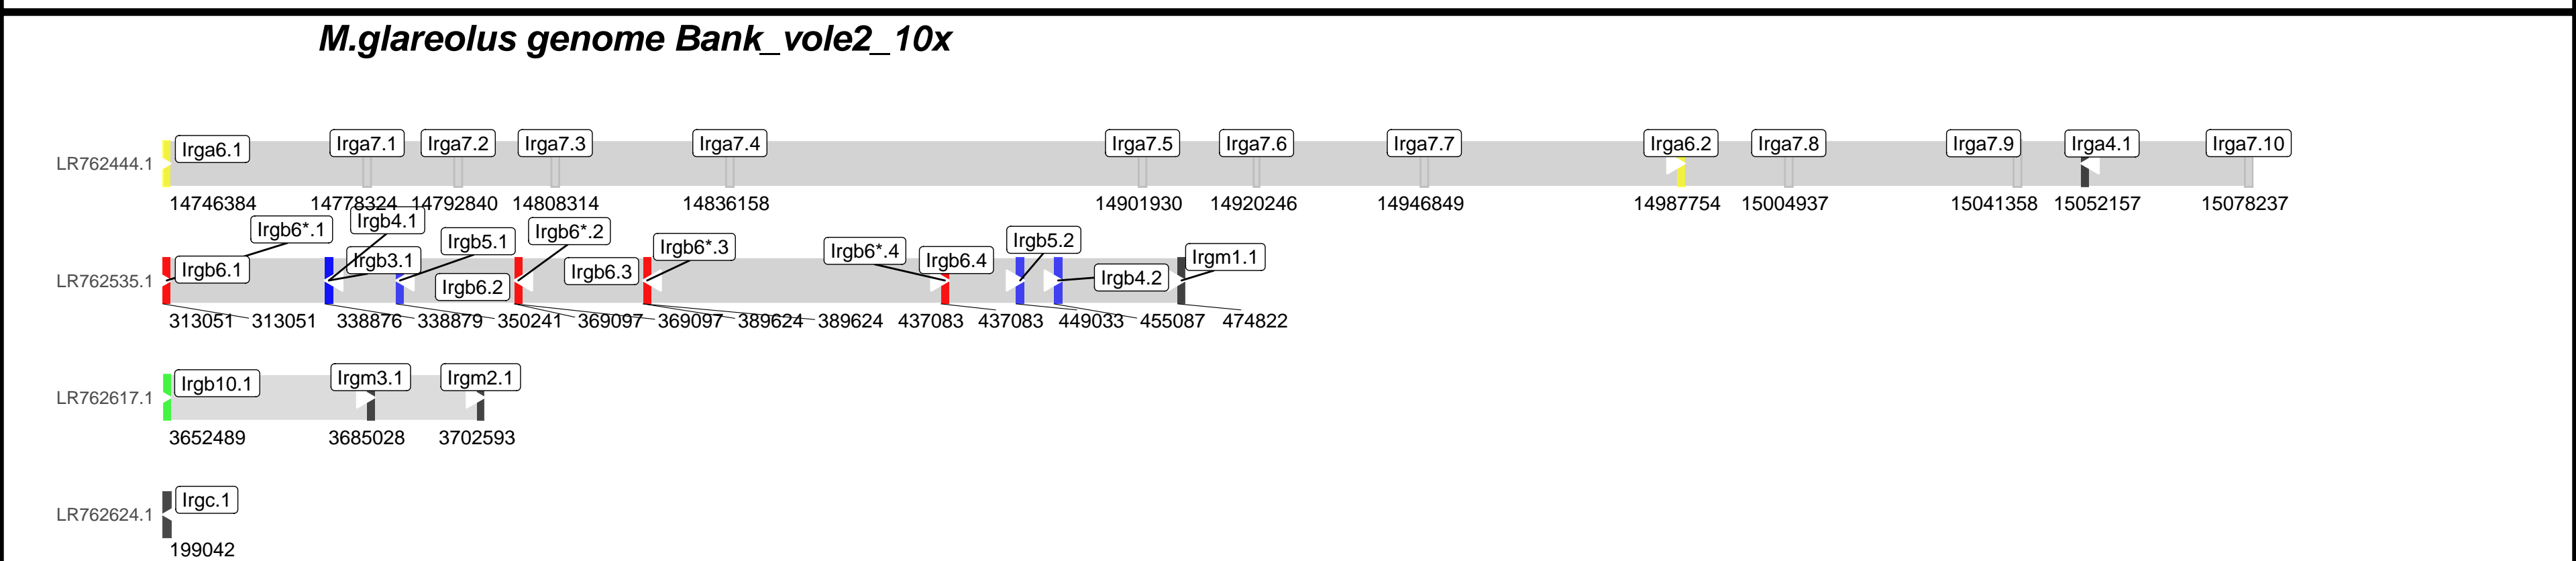 M.glareolus genome Bank_vole2_10x
Irga6.1 Irga7.1 Irga7.2 Irga7.3 Irga7.4 Irga7.5 Irga7.6 Irga7.7 Irga6.2 Irga7.8 Irga7.9 Irga4.1 Irga7.10
LR762444.1
14746384 14778324 14792840 14808314 14836158 14901930 14920246 14946849 14987754 15004937 15041358 15052157 15078237
Irgb6*.1 Irgb4.1 Irgb5.1 Irgb6*.2 Irgb6*.3 Irgb6*.4 Irgb5.2 Irgm1.1
LR762535.1 Irgb6.1 Irgb3.1 Irgb6.2 Irgb6.3 Irgb6.4 Irgb4.2
313051 313051 338876 338879 350241 369097 369097 389624 389624 437083 437083 449033 455087 474822
Irgb10.1 Irgm3.1 Irgm2.1
LR762617.1
3652489 3685028 3702593
Irgc.1
LR762624.1
199042